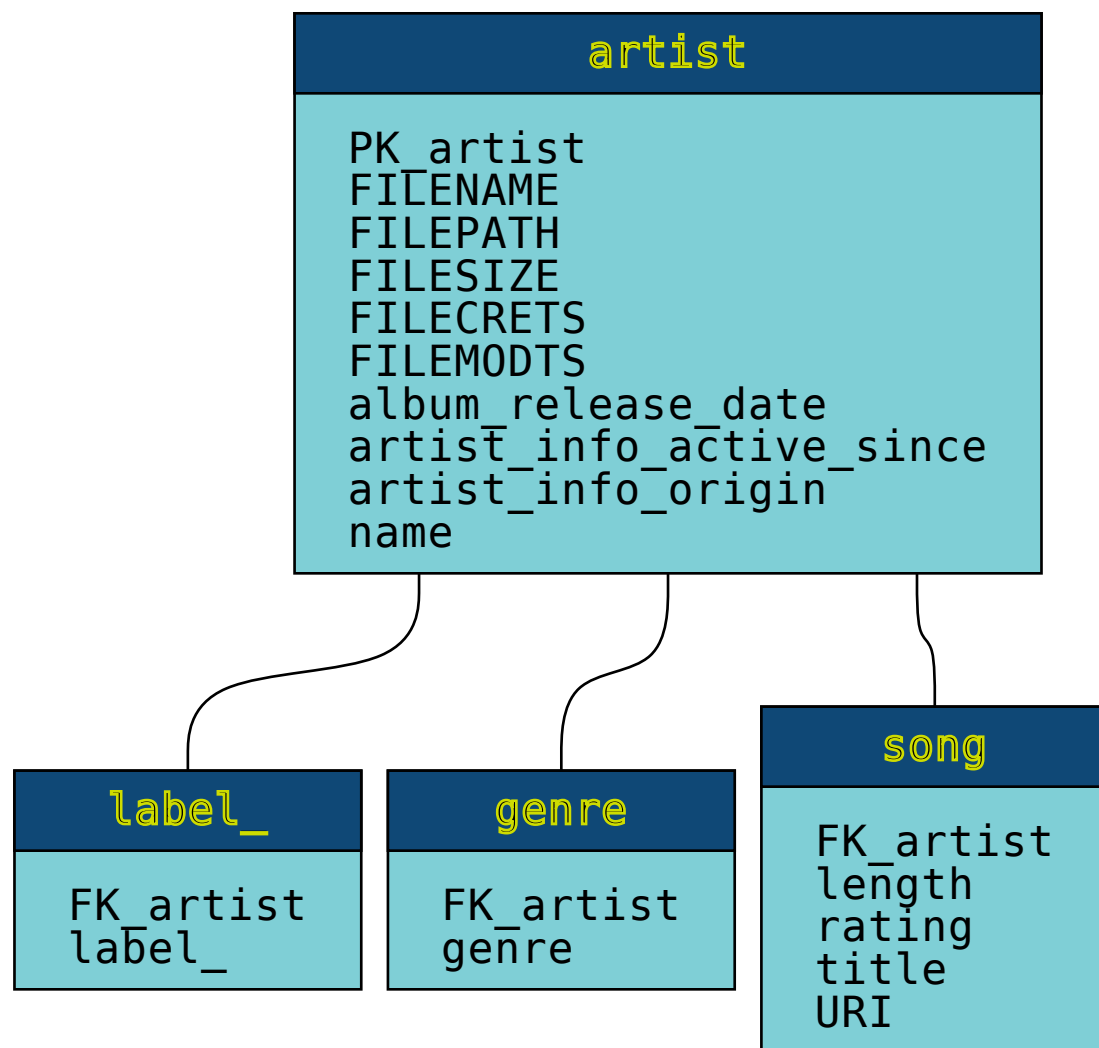 artist
PK_artist
FILENAME
FILEPATH
FILESIZE
FILECRETS
FILEMODTS
album_release_date
artist_info_active_since
artist_info_origin
name
label_
FK_artist
label_
genre
FK_artist
genre
song
FK_artist
length
rating
title
URI